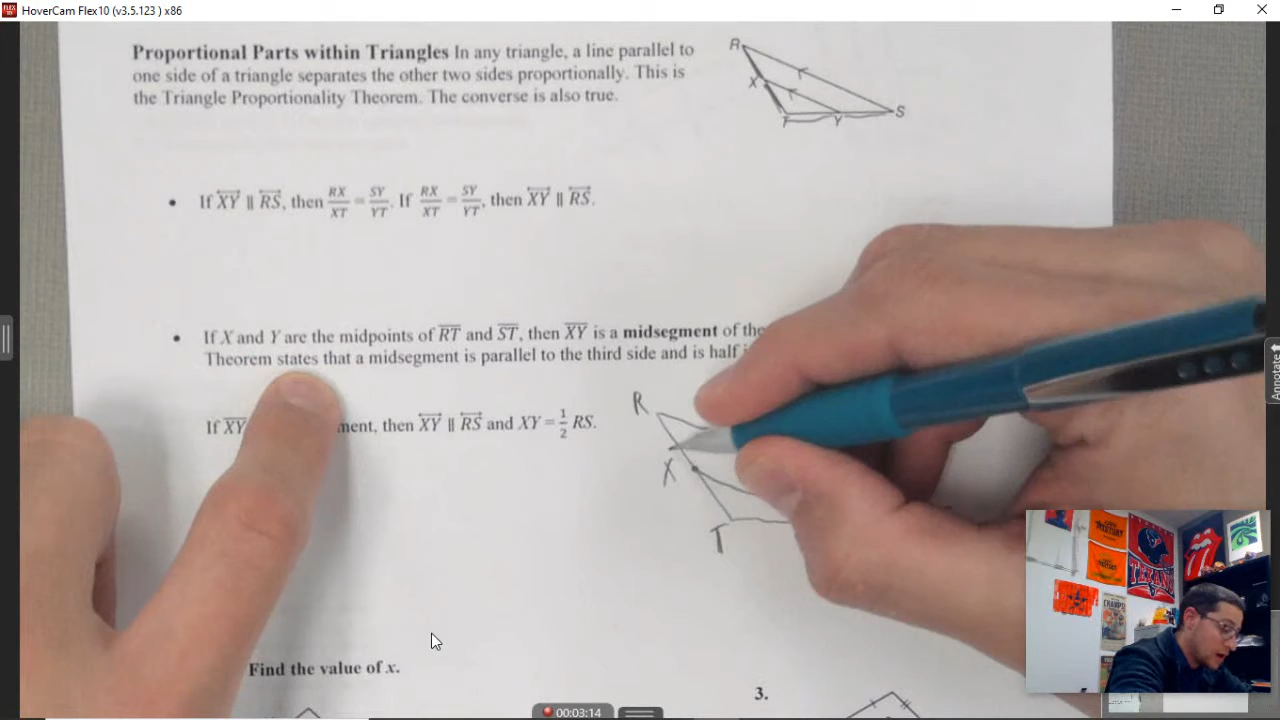 HoverCam Flex10 (v3.5.123) x86
Proportional Parts within Triangles In any triangle, a line parallel to
one side of a triangle separates the other two sides proportionally. This is
the Triangle Proportionality Theorem. The converse is also true.
R
X
T
Y
S
• If XY ∥ RS, then RX/XT = SY/YT. If RX/XT = SY/YT, then XY ∥ RS.
• If X and Y are the midpoints of RT and ST, then XY is a midsegment of the
Theorem states that a midsegment is parallel to the third side and is half
If XY ment, then XY ∥ RS and XY = 1/2 RS.
R
X
T
Find the value of x.
3.
Annotate
00:03:14
TEXANS